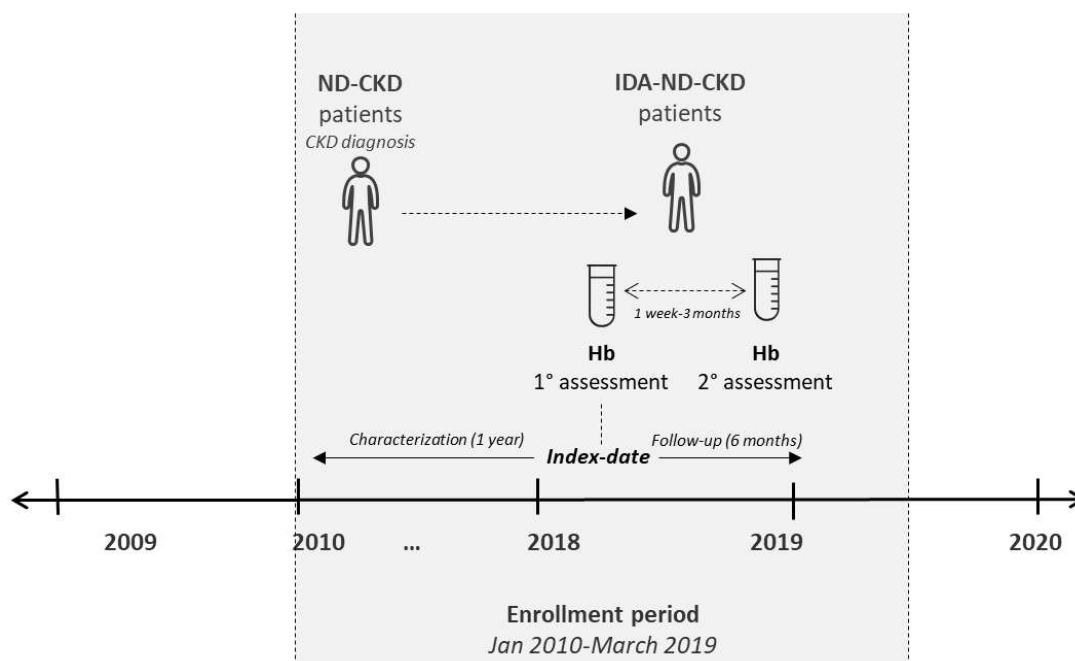 ND-CKD
patients
CKD diagnosis
IDA-ND-CKD
patients
1 week-3 months
Hb
1° assessment
Hb
2° assessment
Characterization (1 year)
Index-date
Follow-up (6 months)
2009
2010
...
2018
2019
2020
Enrollment period
Jan 2010-March 2019